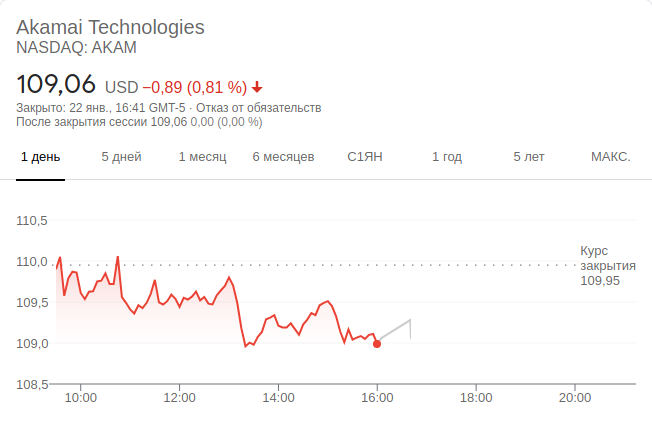 Akamai Technologies
NASDAQ: AKAM
109,06 USD −0,89 (0,81 %)
Закрыто: 22 янв., 16:41 GMT-5 · Отказ от обязательств
После закрытия сессии 109,06 0,00 (0,00 %)
1 день 5 дней 1 месяц 6 месяцев С1ЯН 1 год 5 лет МАКС.
110,5
110,0
109,5
109,0
108,5
Курс
закрытия
109,95
10:00 12:00 14:00 16:00 18:00 20:00